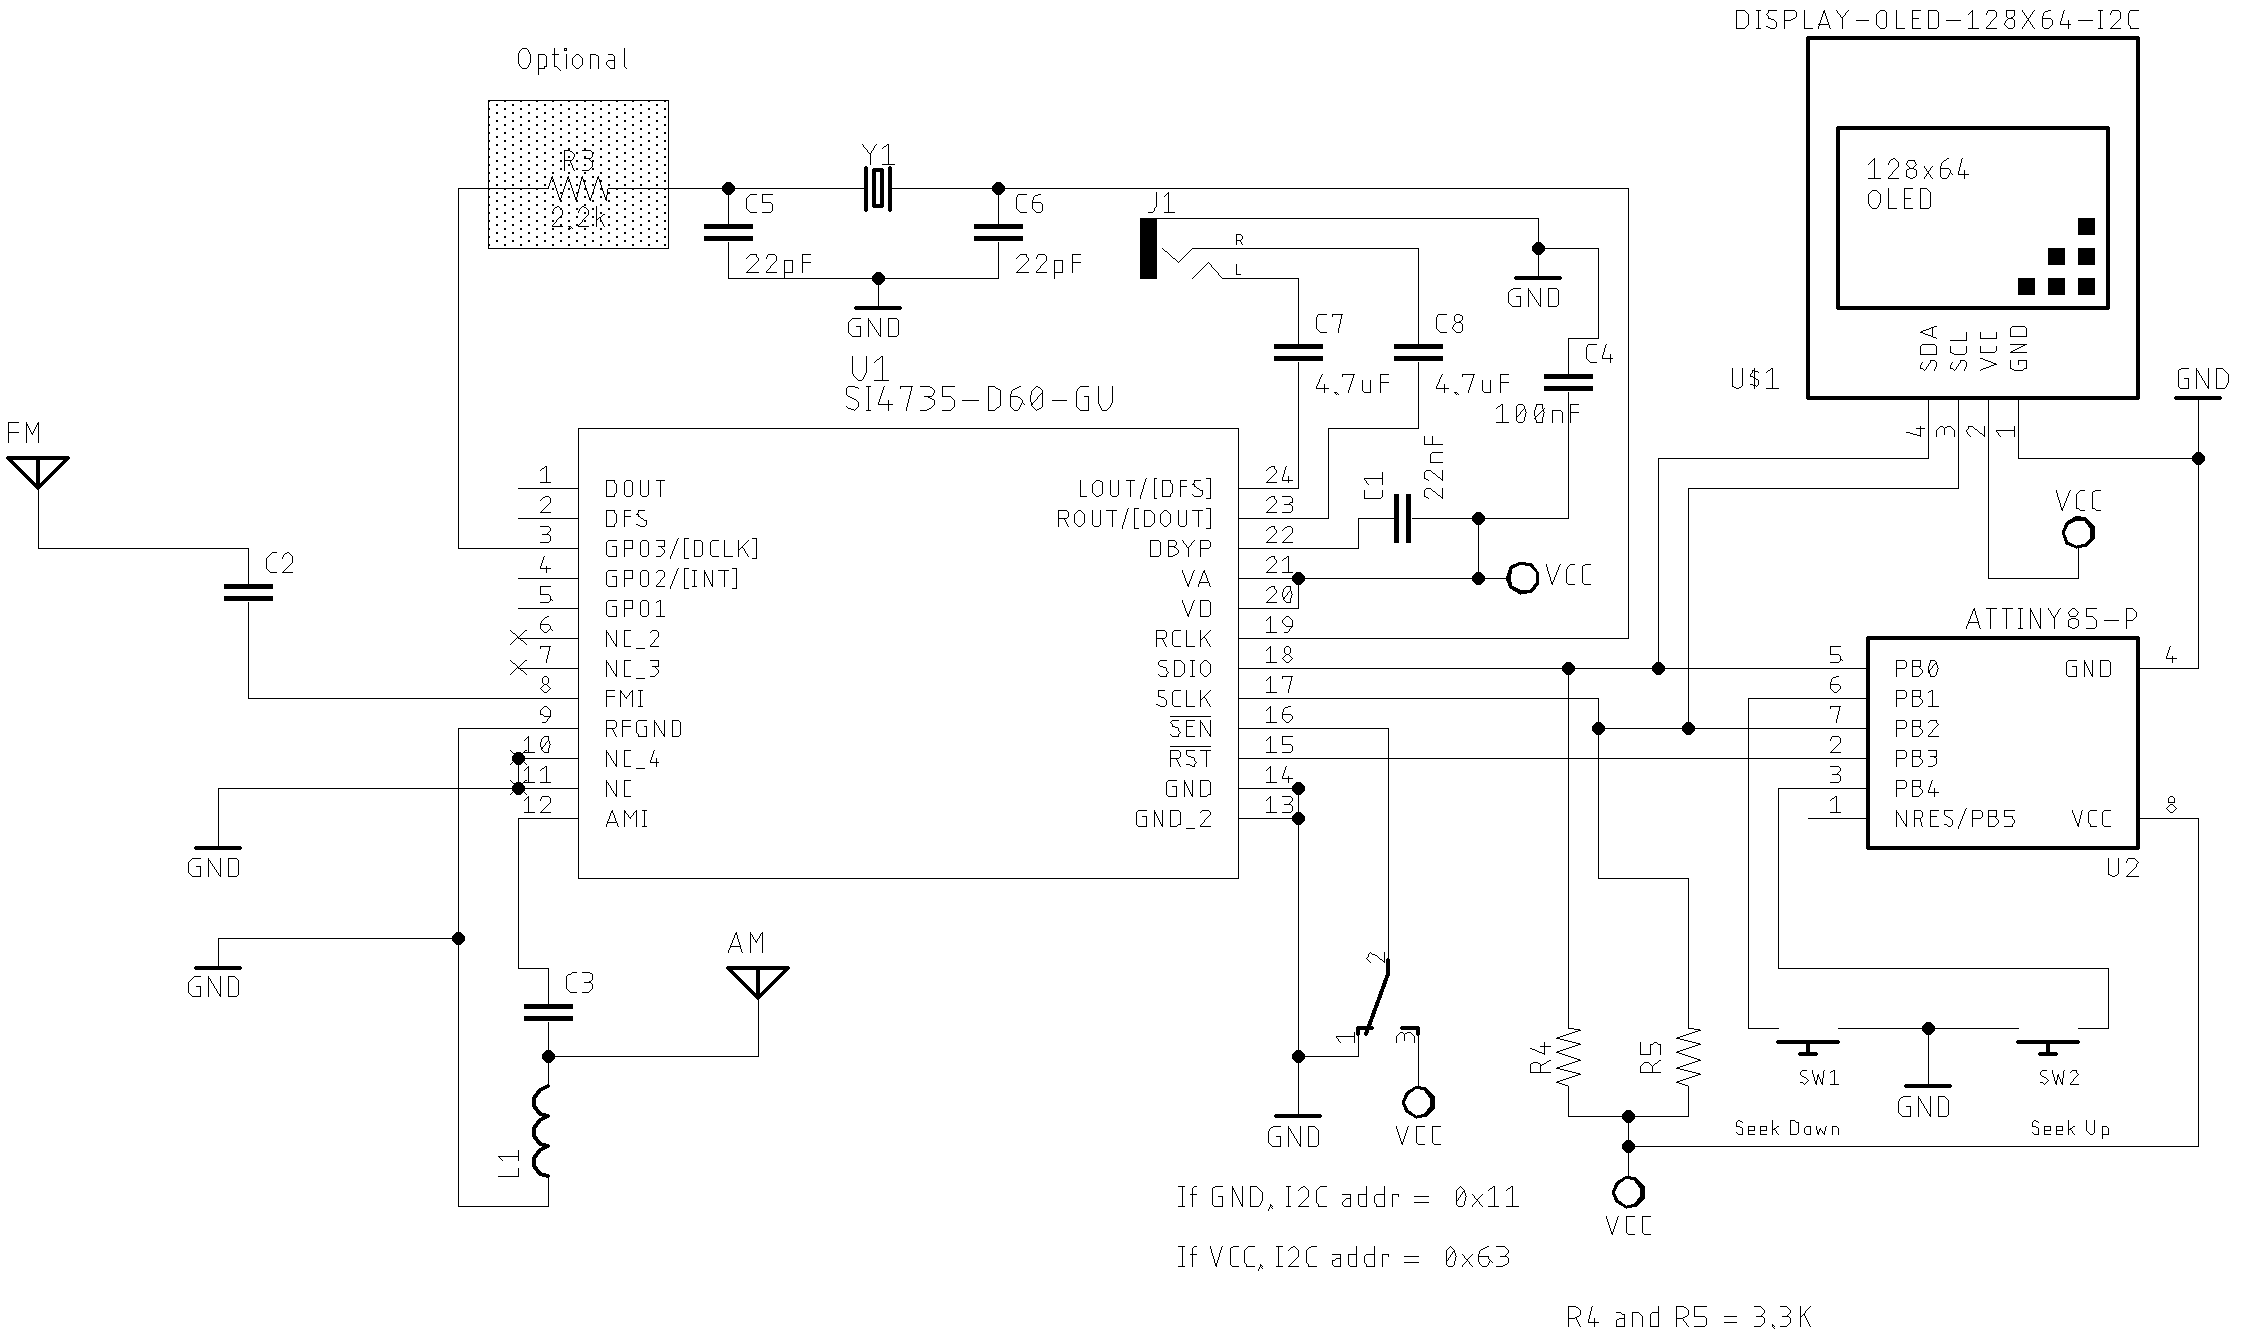 DISPLAY-OLED-128X64-I2C
Optional
R3
2.2k
Y1
C5
22pF
C6
22pF
GND
J1
R
L
GND
128x64
OLED
SDA
SCL
VCC
GND
U$1
4
3
2
1
GND
VCC
C7
4.7uF
C8
4.7uF
C4
100nF
C1
22nF
VCC
U1
SI4735-D60-GU
FM
C2
1 DOUT
2 DFS
3 GPO3/[DCLK]
4 GPO2/[INT]
5 GPO1
6 NC_2
7 NC_3
8 FMI
9 RFGND
10 NC_4
11 NC
12 AMI
LOUT/[DFS] 24
ROUT/[DOUT] 23
DBYP 22
VA 21
VD 20
RCLK 19
SDIO 18
SCLK 17
SEN 16
RST 15
GND 14
GND_2 13
ATTINY85-P
5 PB0
6 PB1
7 PB2
2 PB3
3 PB4
1 NRES/PB5
GND 4
VCC 8
U2
GND
GND
C3
AM
L1
2
1
3
GND
VCC
R4
R5
VCC
SW1
SW2
GND
Seek Down
Seek Up
If GND, I2C addr = 0x11
If VCC, I2C addr = 0x63
R4 and R5 = 3.3K